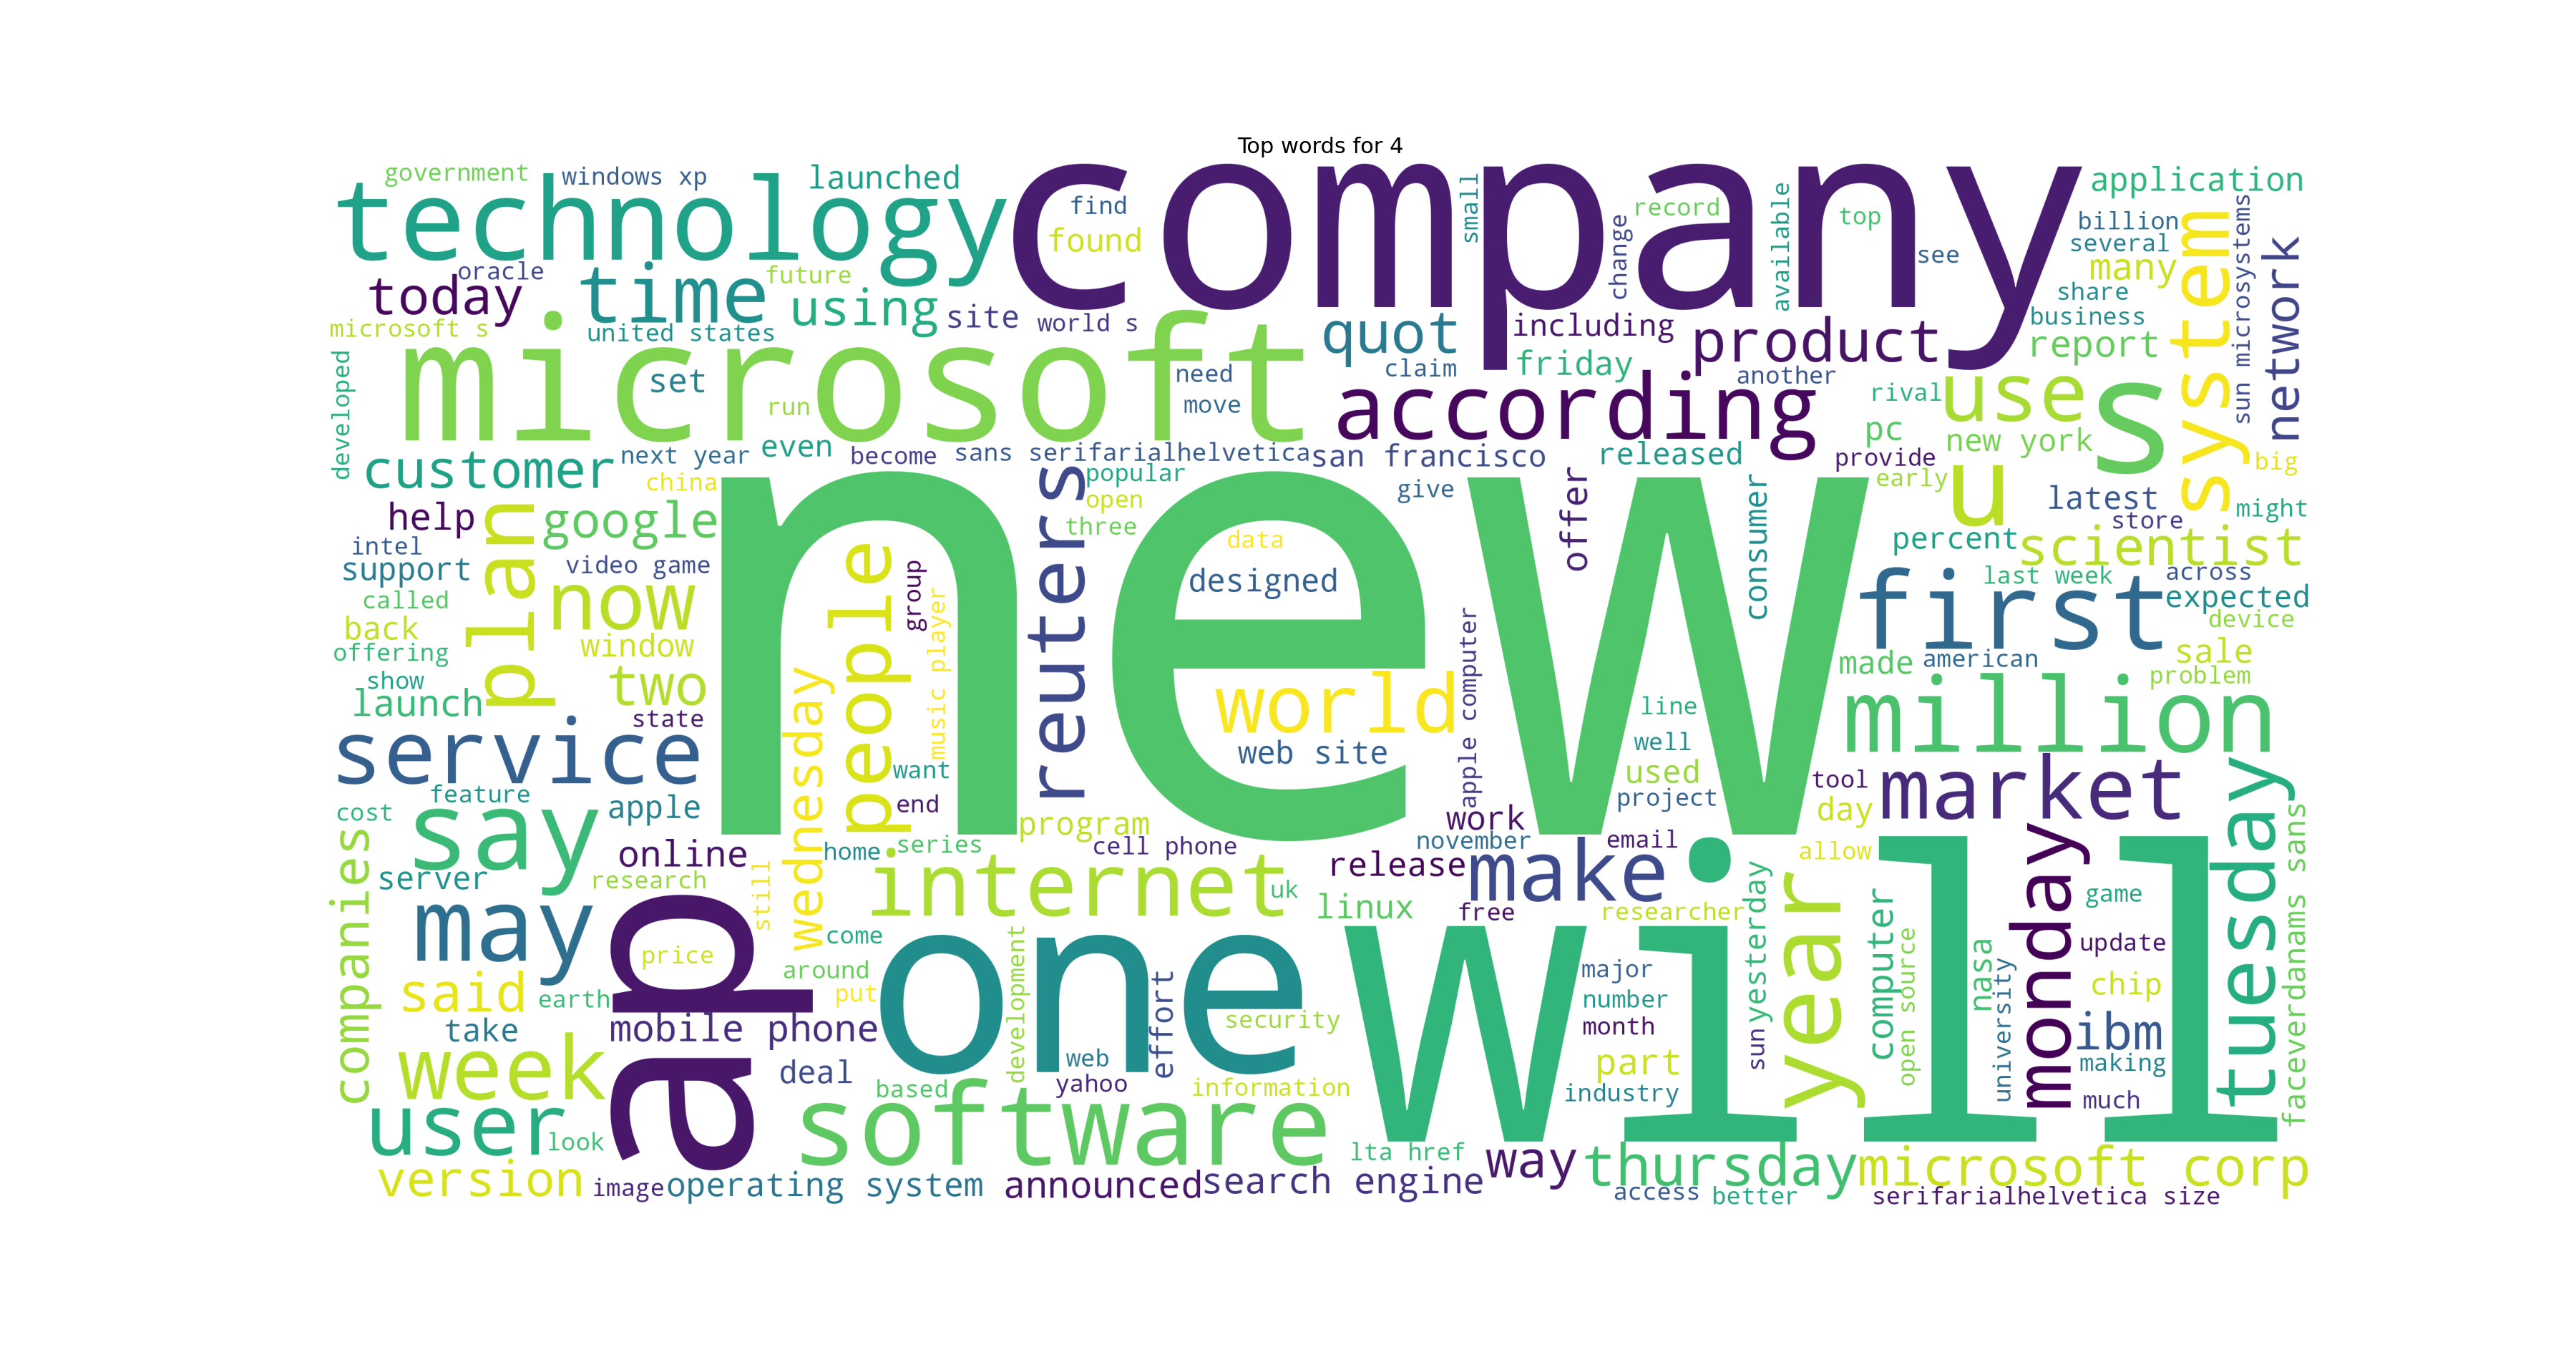 Top words for 4
government
windows xp
launched
technology
company
find
found
small
record
change
available
top
see
application
billion
several
many
system
sun microsystems
network
oracle
today
time
future
using
site
world s
share
business
report
microsoft s
united states
microsoft
developed
set
run
need
move
quot
claim
including
friday
product
another
according
rival
use
s
pc
new york
customer
next year
even
become
sans serifarialhelvetica
san francisco
released
provide
early
big
china
popular
open
three
give
offer
consumer
u
latest
store
might
help
plan
google
new
reuters
data
designed
percent
scientist
intel
support
video game
now
people
group
music player
called
back
offering
window
first
last week
across
expected
device
show
launch
two
state
wednesday
world
web site
apple computer
line
well
used
project
made
american
sale
problem
million
service
want
end
tool
day
market
tuesday
feature
cost
say
apple
companies
program
work
november
email
allow
monday
faceverdanams sans
online
home
series
cell phone
release
make
server
research
still
internet
uk
linux
free
researcher
yesterday
year
computer
game
may
ap
price
come
around
put
one
will
development
effort
security
major
number
month
sun
open source
nasa
university
update
chip
said
earth
take
mobile phone
ibm
making
week
deal
based
web
yahoo
information
part
industry
much
user
look
software
lta href
way
thursday
microsoft corp
version
image
operating system
announced
search engine
access
better
serifarialhelvetica size